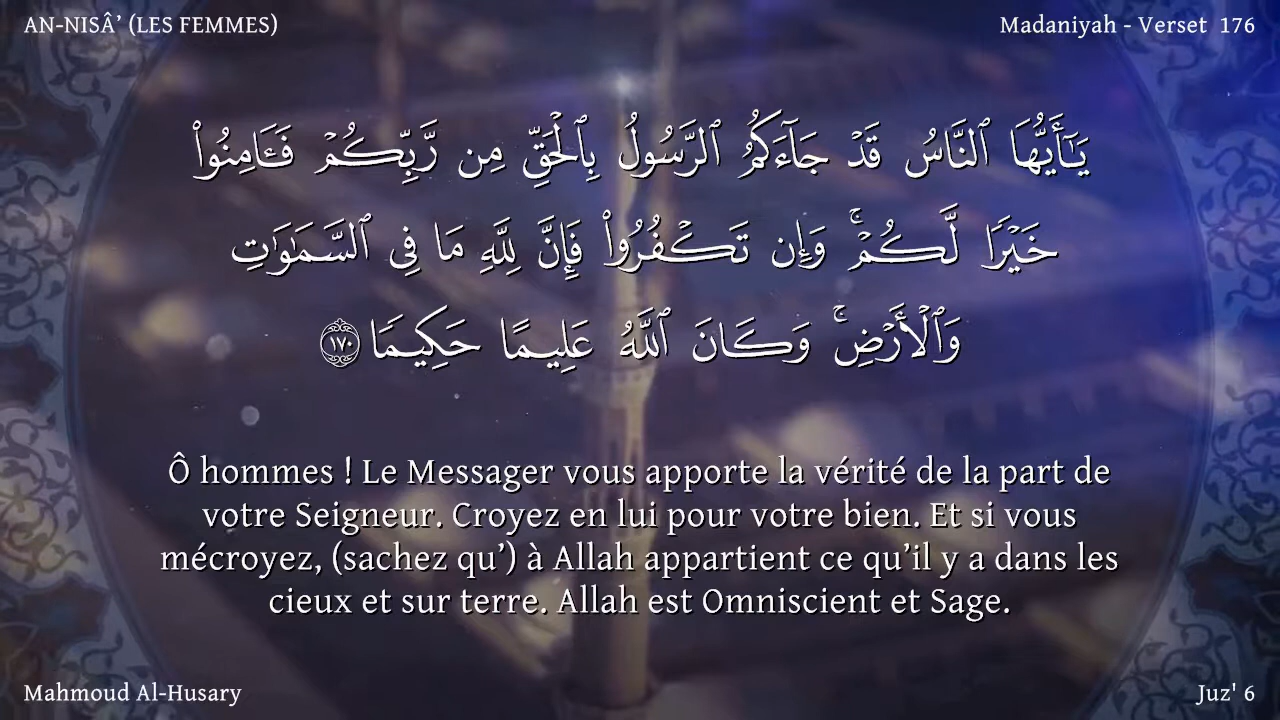 AN-NISÂ’ (LES FEMMES)
Madaniyah - Verset 176
يَـٰٓأَيُّهَا ٱلنَّاسُ قَدْ جَآءَكُمُ ٱلرَّسُولُ بِٱلْحَقِّ مِن رَّبِّكُمْ فَـَٔامِنُوا۟
خَيْرًا لَّكُمْ ۚ وَإِن تَكْفُرُوا۟ فَإِنَّ لِلَّهِ مَا فِى ٱلسَّمَـٰوَٰتِ
وَٱلْأَرْضِ ۚ وَكَانَ ٱللَّهُ عَلِيمًا حَكِيمًا ١٧٠
Ô hommes ! Le Messager vous apporte la vérité de la part de
votre Seigneur. Croyez en lui pour votre bien. Et si vous
mécroyez, (sachez qu’) à Allah appartient ce qu’il y a dans les
cieux et sur terre. Allah est Omniscient et Sage.
Mahmoud Al-Husary
Juz' 6